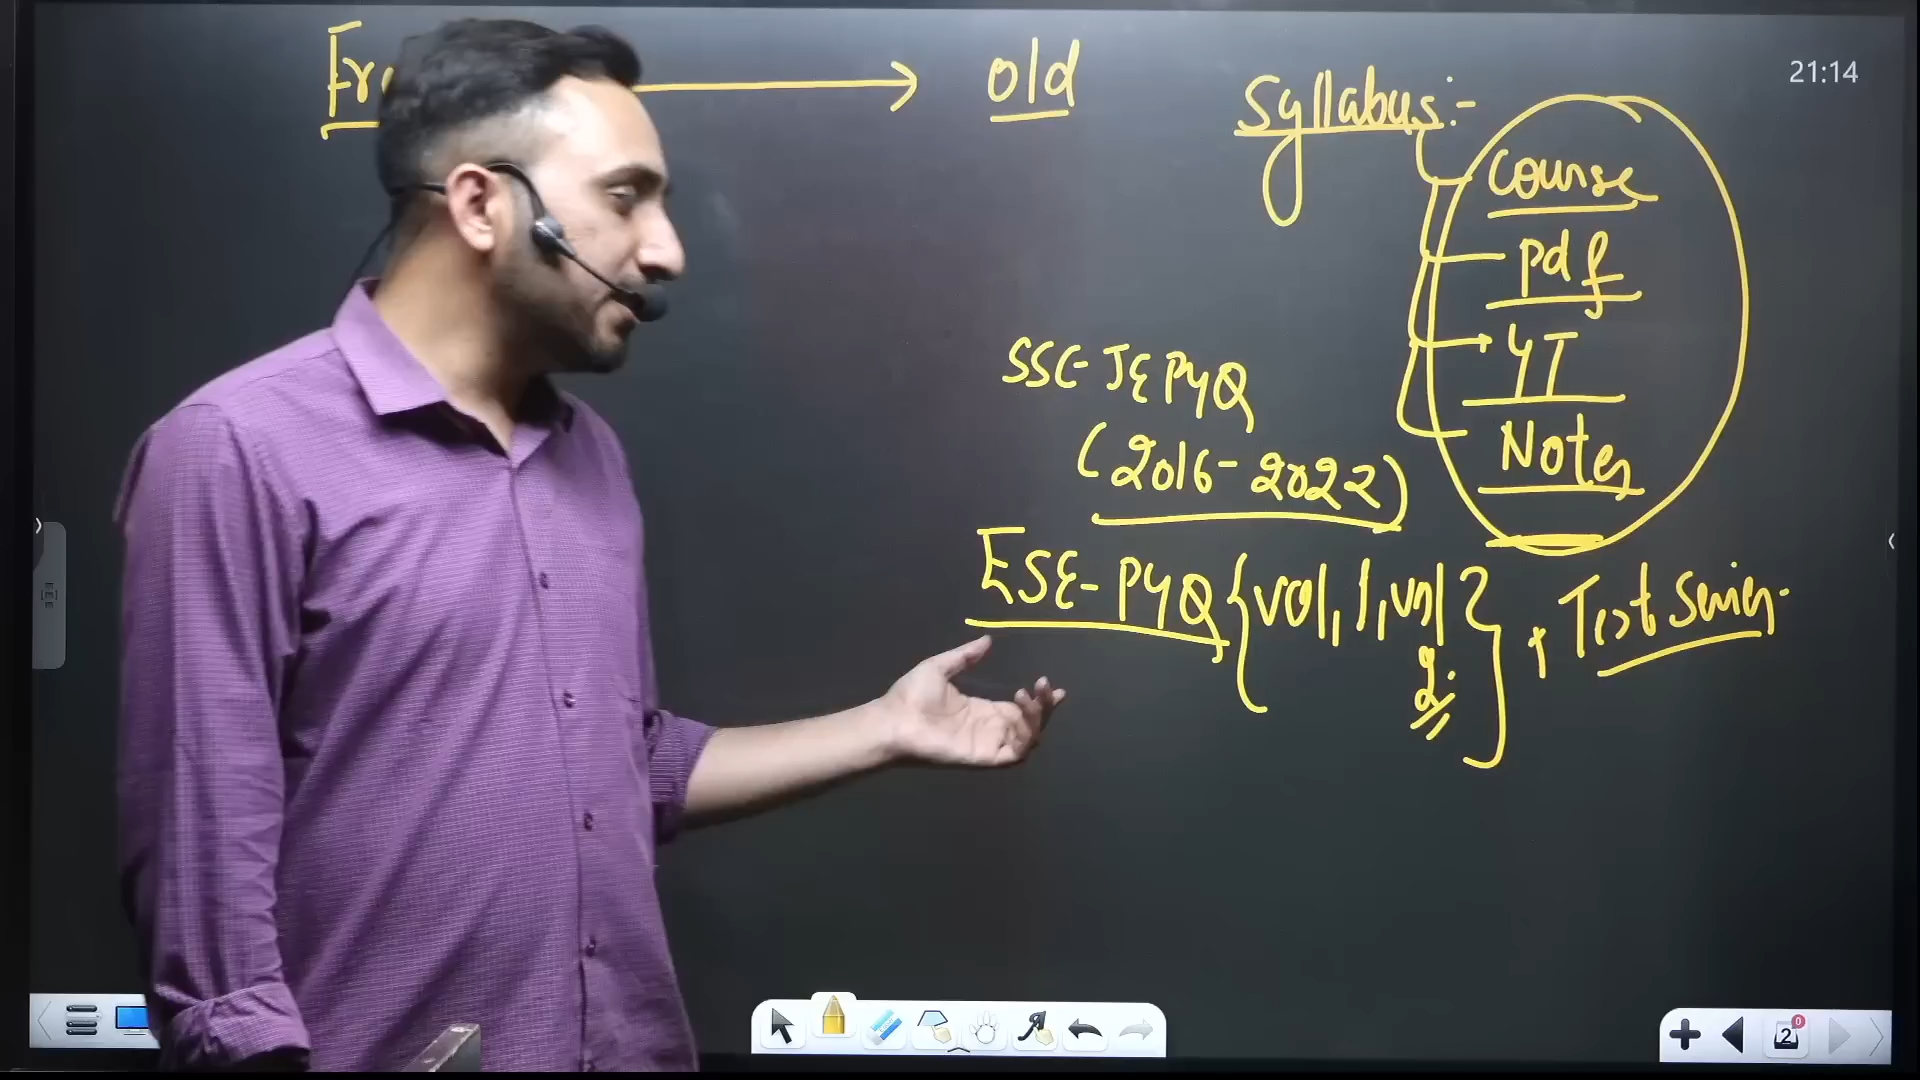 old
Syllabus:-
21:14
course
pdf
YT
Notes
SSC-JE PYQ
(2016-2022)
ESE-PYQ {vol, 1, vol 2} + Test Series.
2